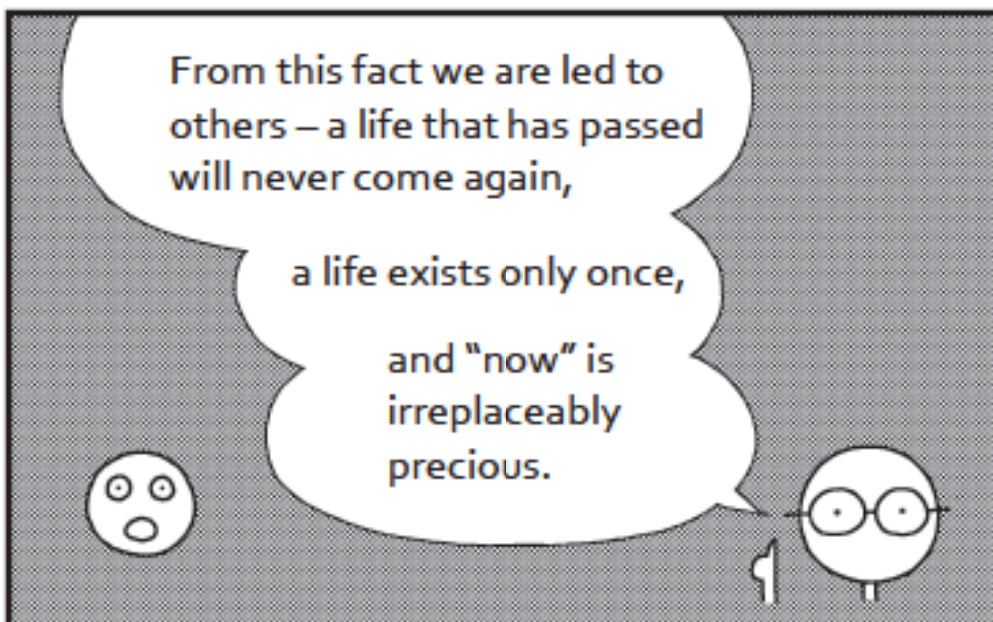 From this fact we are led to
others – a life that has passed
will never come again,
a life exists only once,
and “now” is
irreplaceably
precious.